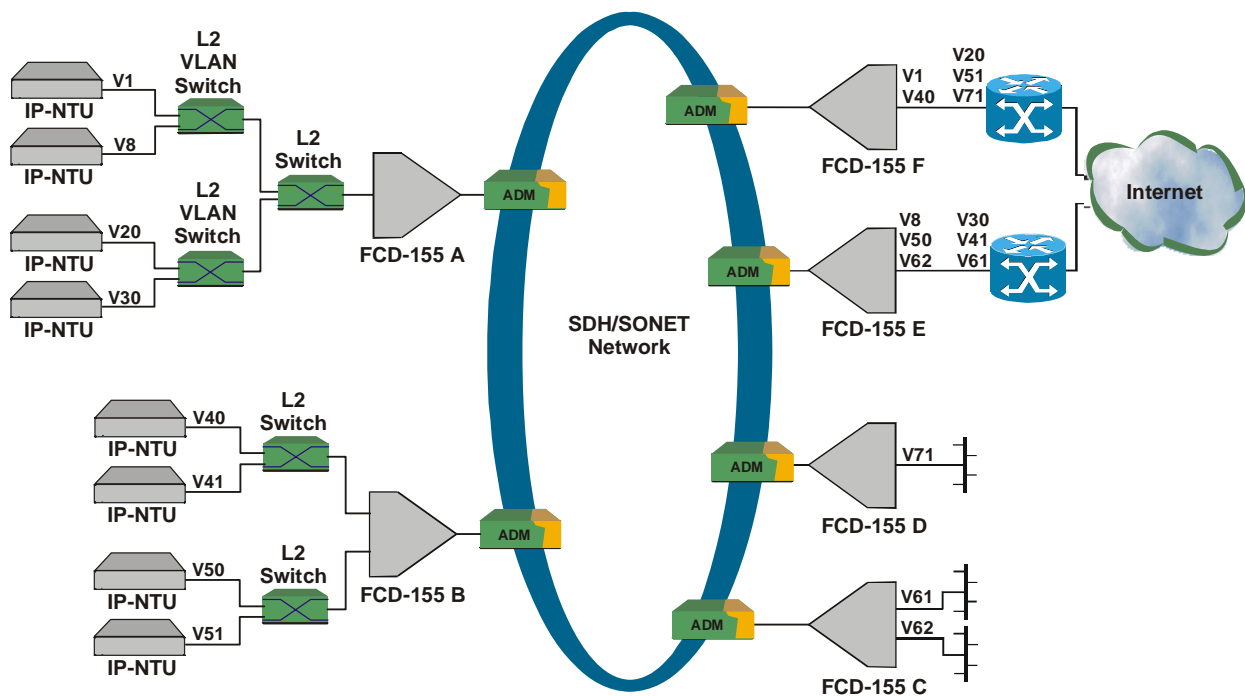 L2
VLAN
Switch
V1
IP-NTU
V8
IP-NTU
L2
Switch
L2
VLAN
Switch
V20
IP-NTU
V30
IP-NTU
FCD-155 A
ADM
V40
IP-NTU
V41
IP-NTU
L2
Switch
V50
IP-NTU
V51
IP-NTU
L2
Switch
FCD-155 B
ADM
SDH/SONET
Network
ADM
V1
V40
V20
V51
V71
FCD-155 F
Internet
ADM
V8
V50
V62
V30
V41
V61
FCD-155 E
ADM
V71
FCD-155 D
ADM
V61
V62
FCD-155 C